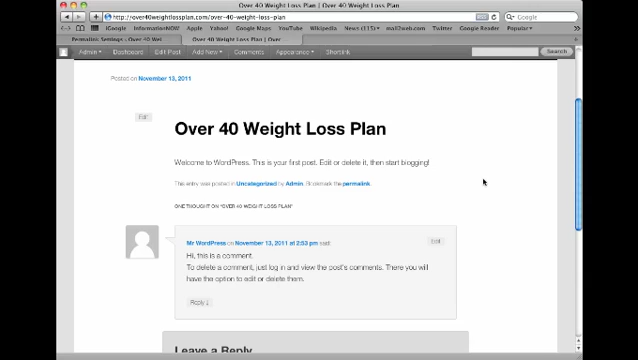 Over 40 Weight Loss Plan | Over
http://over40weightlossplan.com/over-40-weight-loss-plan
Google
iGoogle InformationNOW Apple Yahoo! Google Maps YouTube Wikipedia News (115) mail2web.com Twitter Google Reader Popular
Permalink Settings - Over 40 Wei... Over 40 Weight Loss Plan | Over
Admin Dashboard Edit Post Add New Comments Appearance Shortlink Search
Posted on November 13, 2011
Edit
Over 40 Weight Loss Plan
Welcome to WordPress. This is your first post. Edit or delete it, then start blogging!
This entry was posted in Uncategorized by Admin. Bookmark the permalink.
ONE THOUGHT ON "OVER 40 WEIGHT LOSS PLAN"
Mr WordPress on November 13, 2011 at 2:53 pm said: Edit
Hi, this is a comment.
To delete a comment, just log in and view the post's comments. There you will
have the option to edit or delete them.
Reply ↓
Leave a Reply